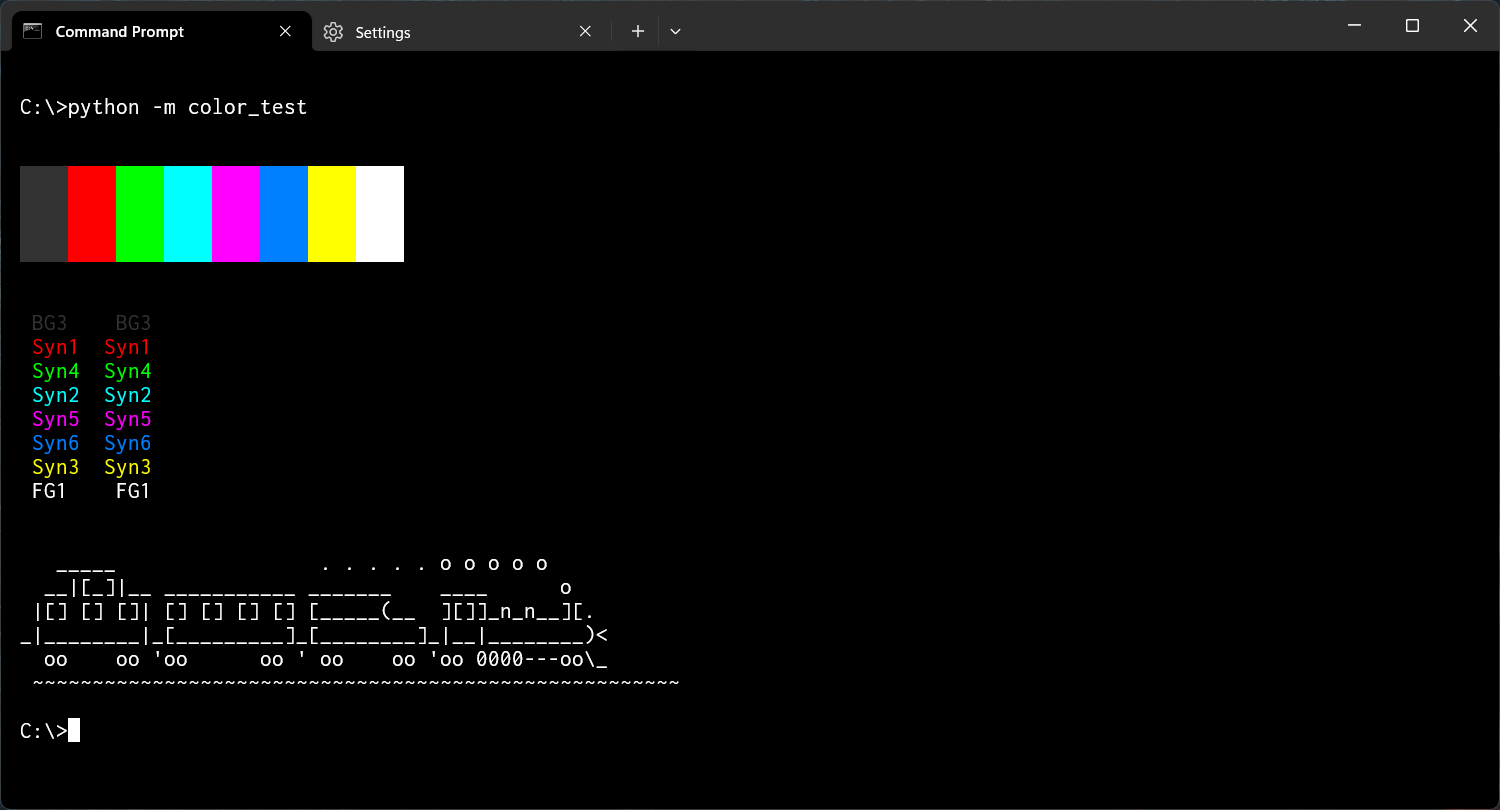 Command Prompt Settings
C:\>python -m color_test
BG3    BG3
Syn1  Syn1
Syn4  Syn4
Syn2  Syn2
Syn5  Syn5
Syn6  Syn6
Syn3  Syn3
FG1    FG1
   _____                 . . . . . o o o o o
  __|[_]|__ ___________ _______    ____      o
 |[] [] []| [] [] [] [] [_____(__  ][]]_n_n__][.
_|________|_[_________]_[________]_|__|________)<
  oo    oo 'oo      oo ' oo    oo 'oo 0000---oo\_
 ~~~~~~~~~~~~~~~~~~~~~~~~~~~~~~~~~~~~~~~~~~~~~~~~~~~~~~
C:\>